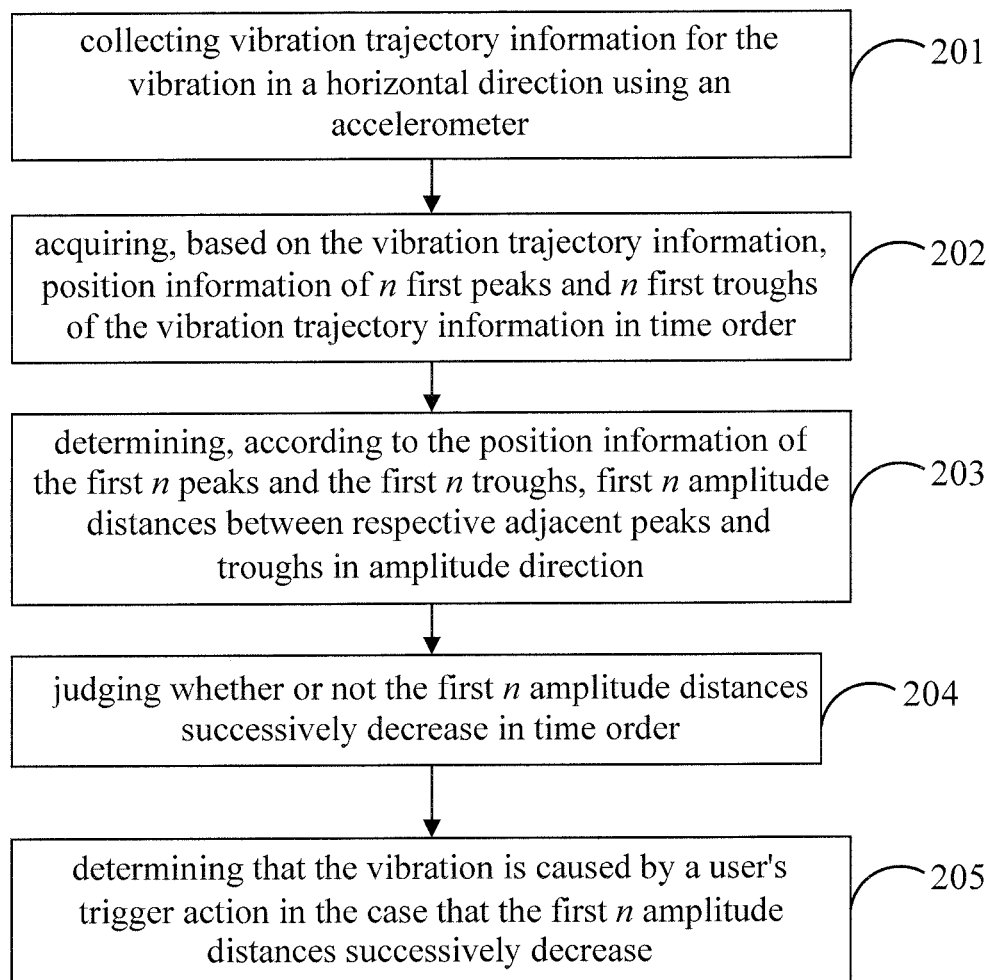 collecting vibration trajectory information for the
vibration in a horizontal direction using an
accelerometer
201
acquiring, based on the vibration trajectory information,
position information of n first peaks and n first troughs
of the vibration trajectory information in time order
202
determining, according to the position information of
the first n peaks and the first n troughs, first n amplitude
distances between respective adjacent peaks and
troughs in amplitude direction
203
judging whether or not the first n amplitude distances
successively decrease in time order
204
determining that the vibration is caused by a user's
trigger action in the case that the first n amplitude
distances successively decrease
205